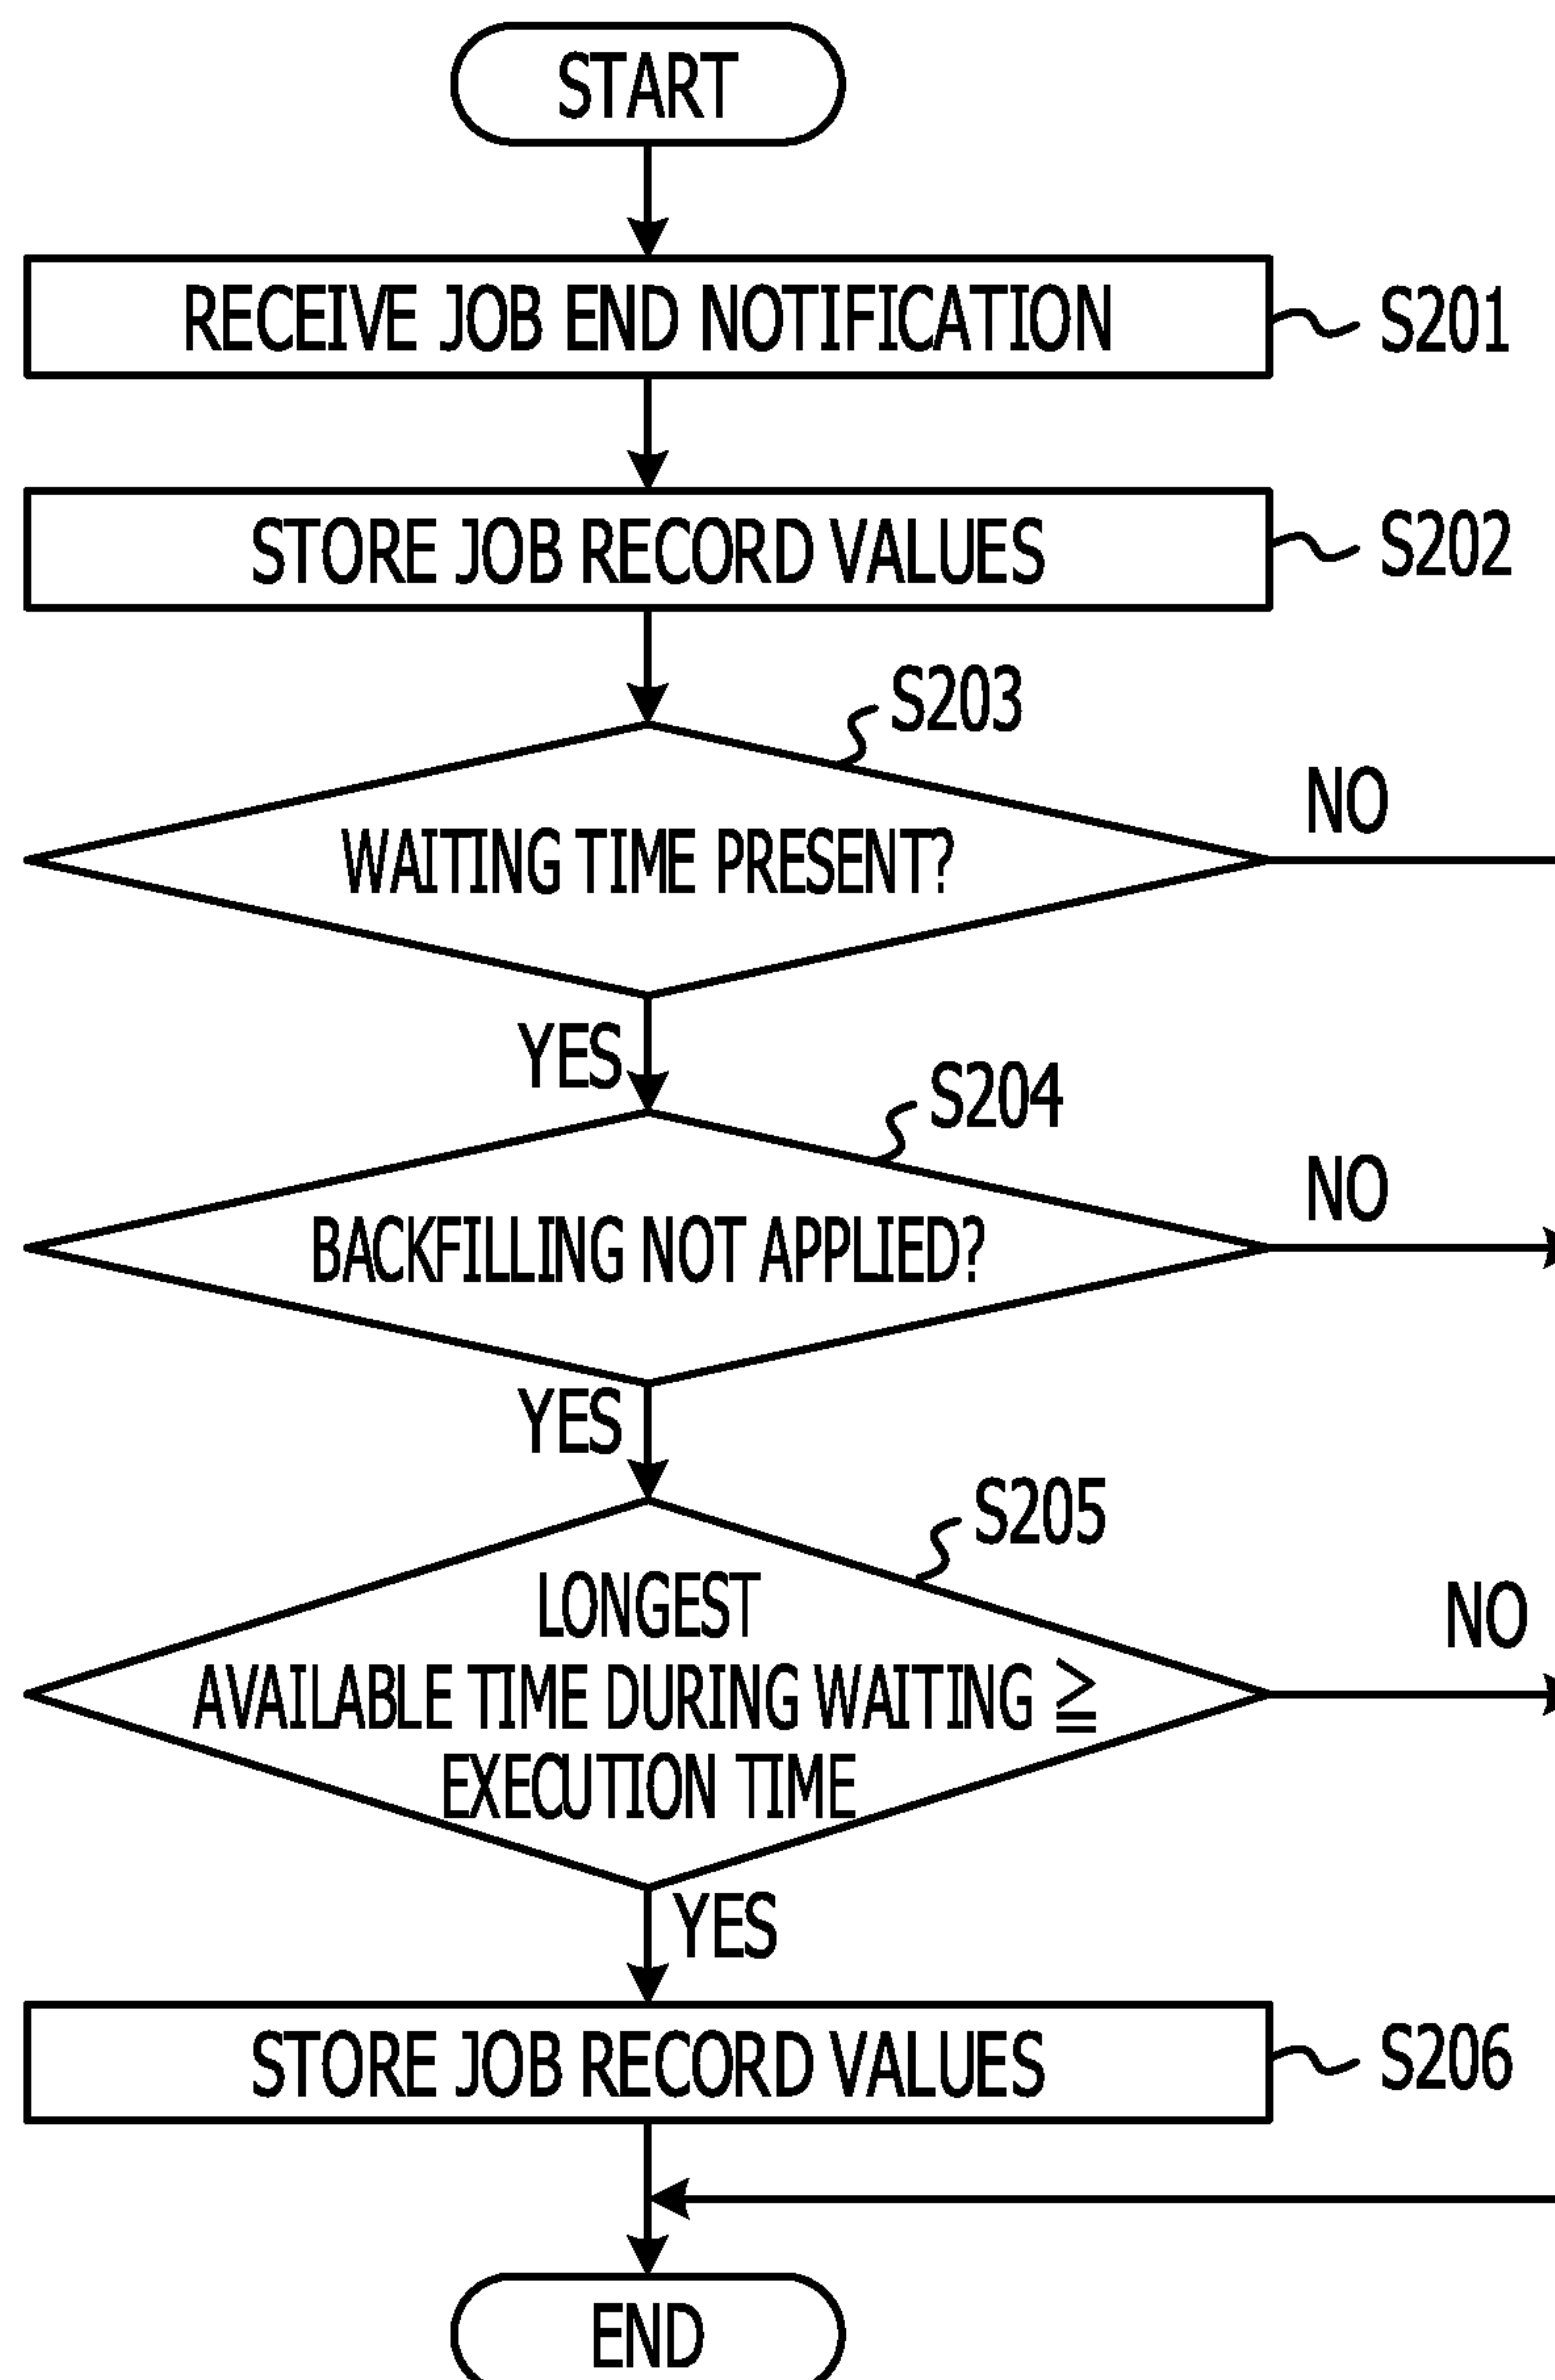 START
RECEIVE JOB END NOTIFICATION
S201
STORE JOB RECORD VALUES
S202
S203
WAITING TIME PRESENT?
NO
YES
S204
BACKFILLING NOT APPLIED?
NO
YES
S205
LONGEST
AVAILABLE TIME DURING WAITING ≧
EXECUTION TIME
NO
YES
STORE JOB RECORD VALUES
S206
END